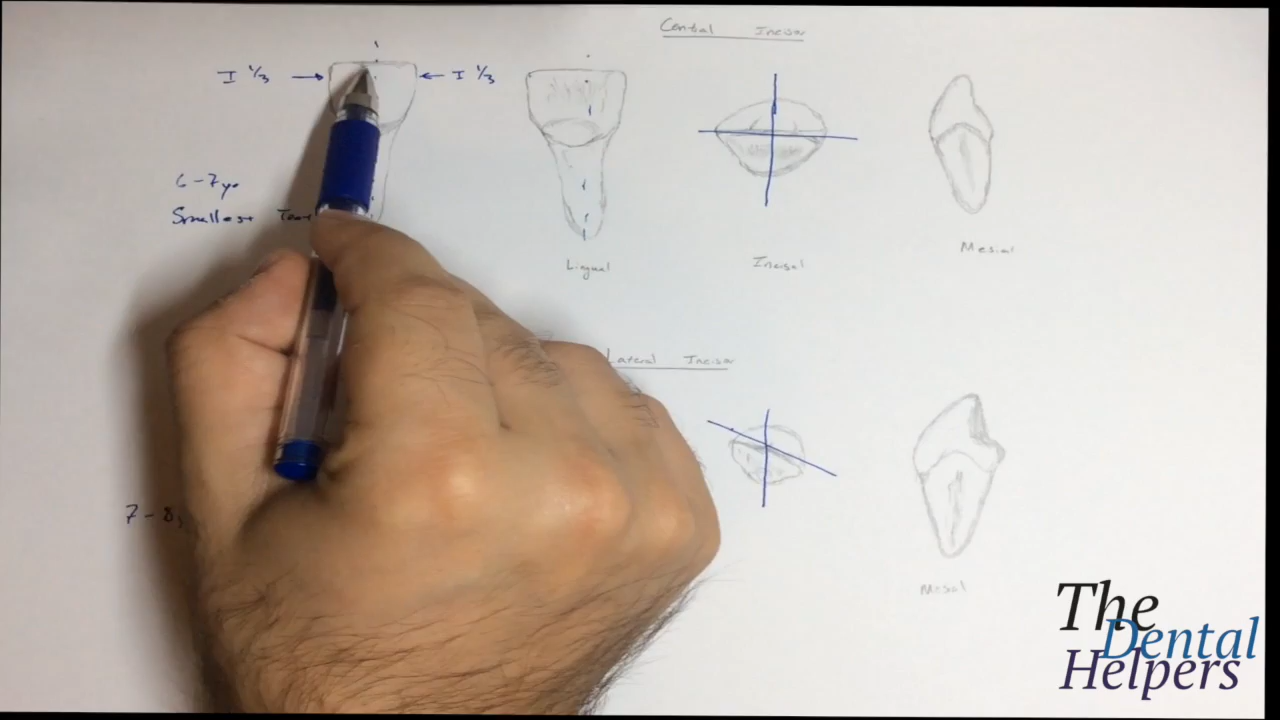 Central Incisor
I 1/3
I 1/3
6-7yo
Smallest
Lingual
Incisal
Mesial
Lateral Incisor
7-8
Mesial
The
Dental
Helpers